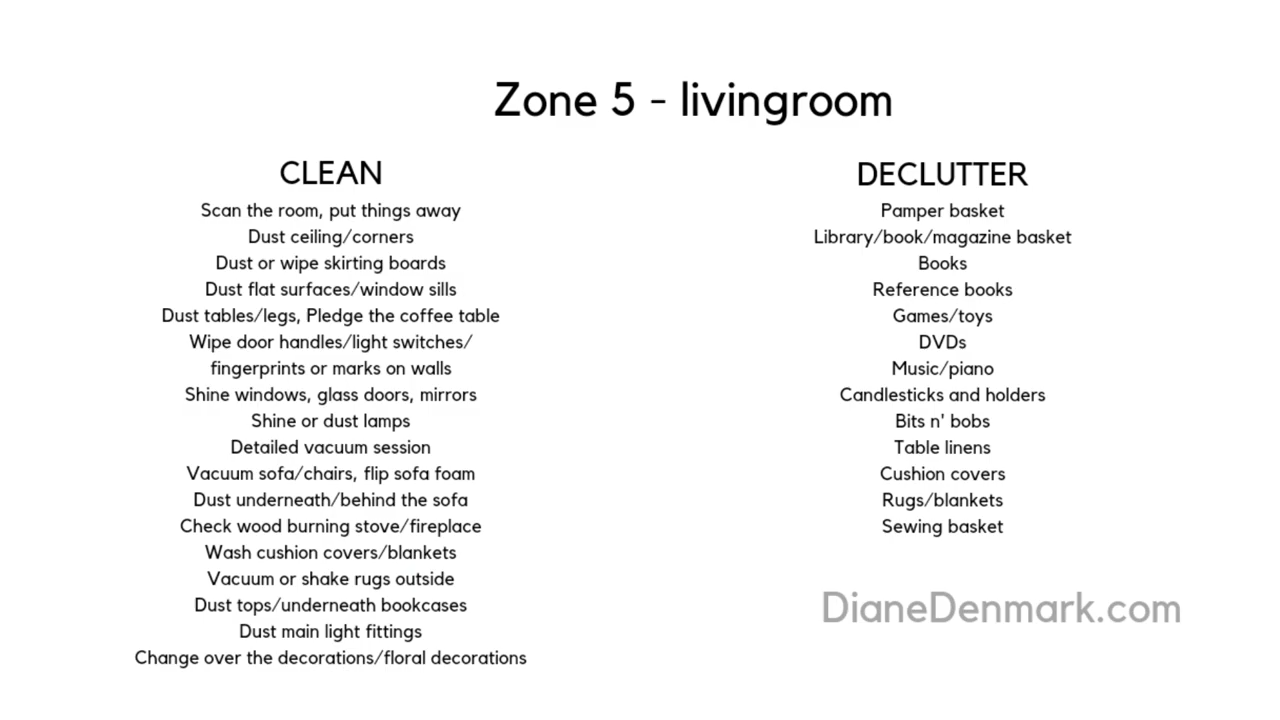 Zone 5 - livingroom
CLEAN
Scan the room, put things away
Dust ceiling/corners
Dust or wipe skirting boards
Dust flat surfaces/window sills
Dust tables/legs, Pledge the coffee table
Wipe door handles/light switches/
fingerprints or marks on walls
Shine windows, glass doors, mirrors
Shine or dust lamps
Detailed vacuum session
Vacuum sofa/chairs, flip sofa foam
Dust underneath/behind the sofa
Check wood burning stove/fireplace
Wash cushion covers/blankets
Vacuum or shake rugs outside
Dust tops/underneath bookcases
Dust main light fittings
Change over the decorations/floral decorations
DECLUTTER
Pamper basket
Library/book/magazine basket
Books
Reference books
Games/toys
DVDs
Music/piano
Candlesticks and holders
Bits n' bobs
Table linens
Cushion covers
Rugs/blankets
Sewing basket
DianeDenmark.com